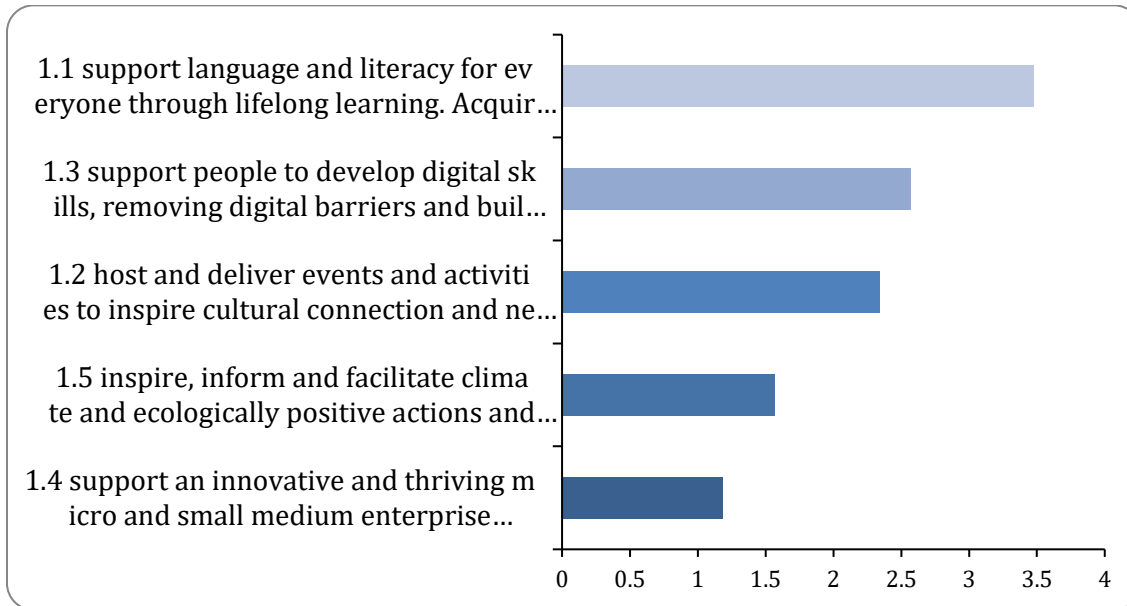 1.1 support language and literacy for ev
eryone through lifelong learning. Acquir...
1.3 support people to develop digital sk
ills, removing digital barriers and buil...
1.2 host and deliver events and activiti
es to inspire cultural connection and ne...
1.5 inspire, inform and facilitate clima
te and ecologically positive actions and...
1.4 support an innovative and thriving m
icro and small medium enterprise...
0 0.5 1 1.5 2 2.5 3 3.5 4